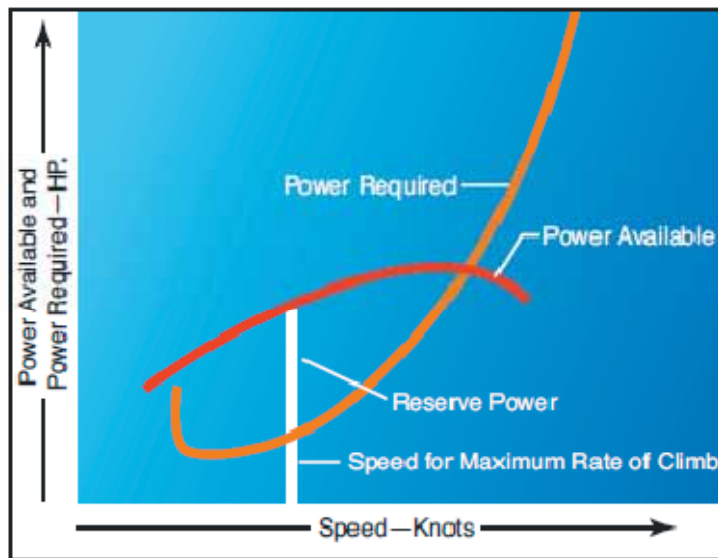 Power Available and
Power Required—HP.
Power Required
Power Available
Reserve Power
Speed for Maximum Rate of Climb
Speed—Knots